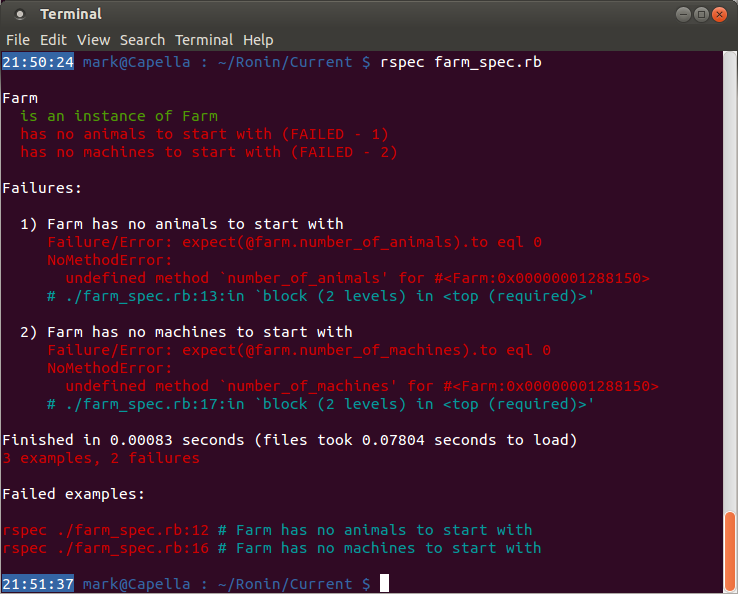 Terminal
File Edit View Search Terminal Help
21:50:24 mark@Capella : ~/Ronin/Current $ rspec farm_spec.rb
Farm
  is an instance of Farm
  has no animals to start with (FAILED - 1)
  has no machines to start with (FAILED - 2)
Failures:
  1) Farm has no animals to start with
     Failure/Error: expect(@farm.number_of_animals).to eql 0
     NoMethodError:
       undefined method `number_of_animals' for #<Farm:0x00000001288150>
     # ./farm_spec.rb:13:in `block (2 levels) in <top (required)>'
  2) Farm has no machines to start with
     Failure/Error: expect(@farm.number_of_machines).to eql 0
     NoMethodError:
       undefined method `number_of_machines' for #<Farm:0x00000001288150>
     # ./farm_spec.rb:17:in `block (2 levels) in <top (required)>'
Finished in 0.00083 seconds (files took 0.07804 seconds to load)
3 examples, 2 failures
Failed examples:
rspec ./farm_spec.rb:12 # Farm has no animals to start with
rspec ./farm_spec.rb:16 # Farm has no machines to start with
21:51:37 mark@Capella : ~/Ronin/Current $